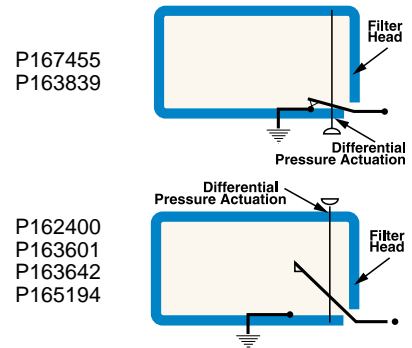 P167455
P163839
Filter
Head
Differential
Pressure Actuation
P162400
P163601
P163642
P165194
Differential
Pressure Actuation
Filter
Head